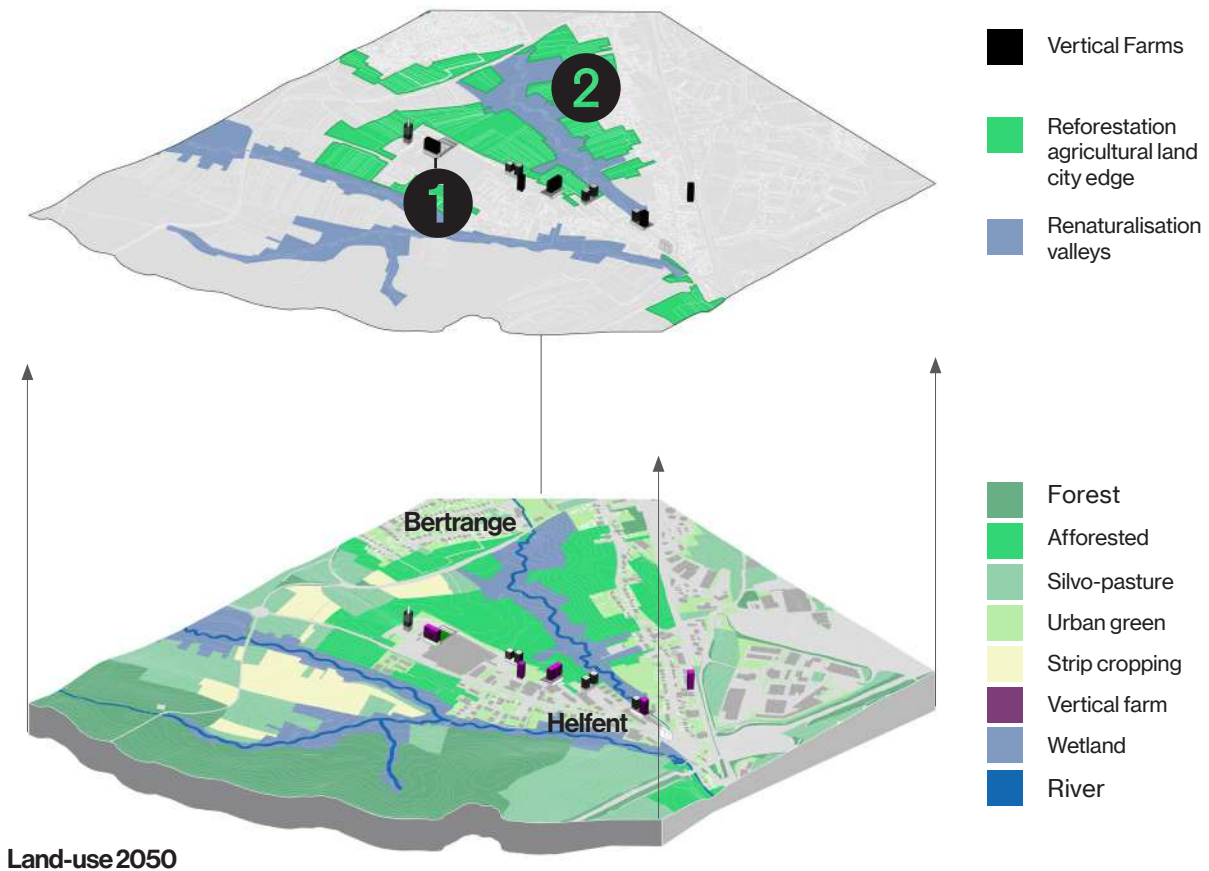 2
1
Vertical Farms
Reforestation
agricultural land
city edge
Renaturalisation
valleys
Bertrange
Helfent
Forest
Afforested
Silvo-pasture
Urban green
Strip cropping
Vertical farm
Wetland
River
Land-use 2050